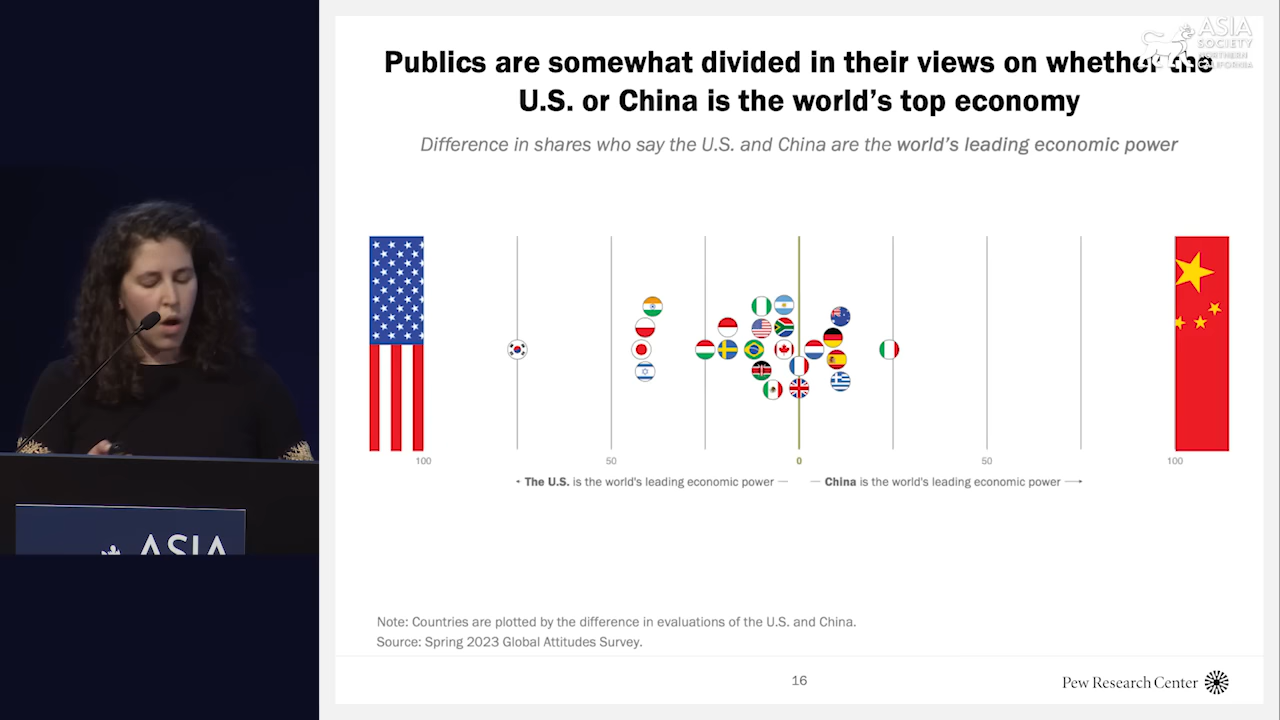 ASIA
SOCIETY
NORTHERN
CALIFORNIA
Publics are somewhat divided in their views on whether the
U.S. or China is the world's top economy
Difference in shares who say the U.S. and China are the world's leading economic power
100
50
0
50
100
The U.S. is the world's leading economic power
China is the world's leading economic power
Note: Countries are plotted by the difference in evaluations of the U.S. and China.
Source: Spring 2023 Global Attitudes Survey.
16
Pew Research Center
ASIA